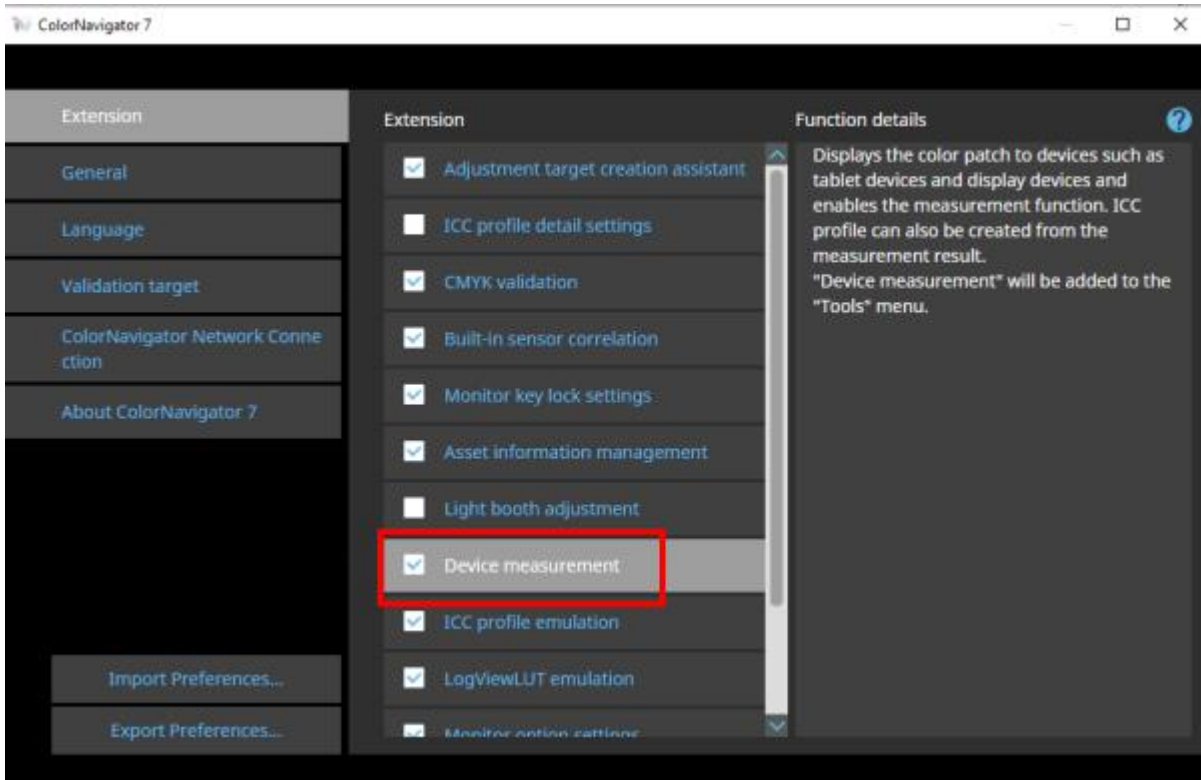 ColorNavigator 7
Extension
General
Language
Validation target
ColorNavigator Network Conne
ction
About ColorNavigator 7
Import Preferences...
Export Preferences...
Extension
Adjustment target creation assistant
ICC profile detail settings
CMYK validation
Built-in sensor correlation
Monitor key lock settings
Asset information management
Light booth adjustment
Device measurement
ICC profile emulation
LogViewLUT emulation
Monitor option settings
Function details
?
Displays the color patch to devices such as
tablet devices and display devices and
enables the measurement function. ICC
profile can also be created from the
measurement result.
"Device measurement" will be added to the
"Tools" menu.